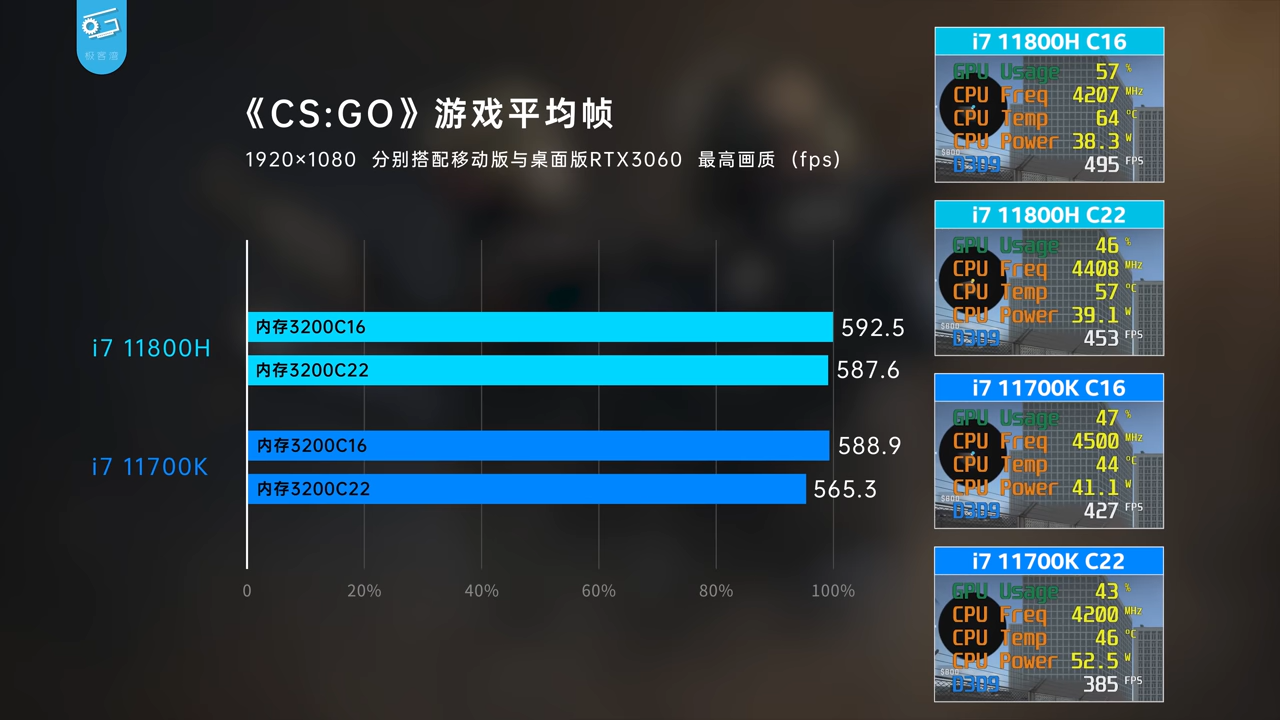 极客湾
《CS:GO》游戏平均帧
1920×1080 分别搭配移动版与桌面版RTX3060 最高画质 (fps)
i7 11800H
内存3200C16 592.5
内存3200C22 587.6
i7 11700K
内存3200C16 588.9
内存3200C22 565.3
0 20% 40% 60% 80% 100%
i7 11800H C16
GPU Usage 57 %
CPU Freq 4207 MHz
CPU Temp 64 °C
CPU Power 38.3 W
$800
D3D9 495 FPS
i7 11800H C22
GPU Usage 46 %
CPU Freq 4408 MHz
CPU Temp 57 °C
CPU Power 39.1 W
$800
D3D9 453 FPS
i7 11700K C16
GPU Usage 47 %
CPU Freq 4500 MHz
CPU Temp 44 °C
CPU Power 41.1 W
$800
D3D9 427 FPS
i7 11700K C22
GPU Usage 43 %
CPU Freq 4200 MHz
CPU Temp 46 °C
CPU Power 52.5 W
$800
D3D9 385 FPS